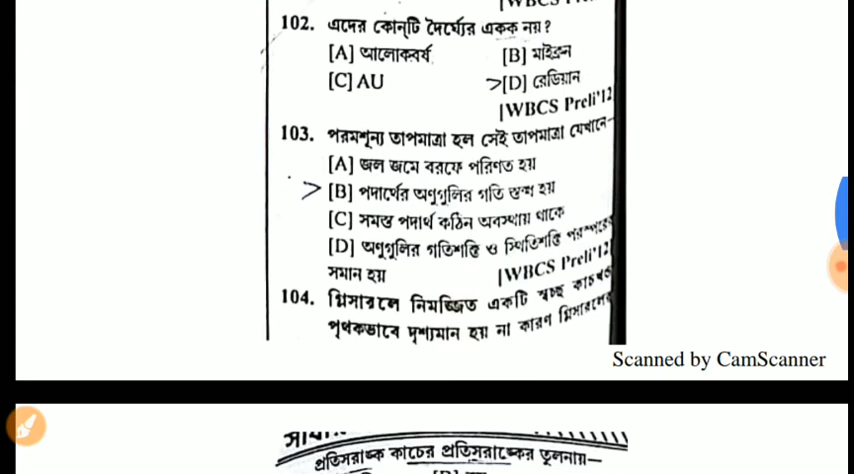 102. এদের কোন্‌টি দৈর্ঘ্যের একক নয়?
[A] আলোকবর্ষ [B] মাইক্রন
[C] AU [D] রেডিয়ান
[WBCS Preli'12
103. পরমশূন্য তাপমাত্রা হল সেই তাপমাত্রা যেখানে—
[A] জল জমে বরফে পরিণত হয়
[B] পদার্থের অণুগুলির গতি স্তব্ধ হয়
[C] সমস্ত পদার্থ কঠিন অবস্থায় থাকে
[D] অণুগুলির গতিশক্তি ও স্থিতিশক্তি পরস্পরের
সমান হয় [WBCS Preli'12]
104. গ্লিসারলে নিমজ্জিত একটি স্বচ্ছ কাচখণ্ড
পৃথকভাবে দৃশ্যমান হয় না কারণ গ্লিসারলের
Scanned by CamScanner
প্রতিসরাঙ্ক কাচের প্রতিসরাঙ্কের তুলনায়—